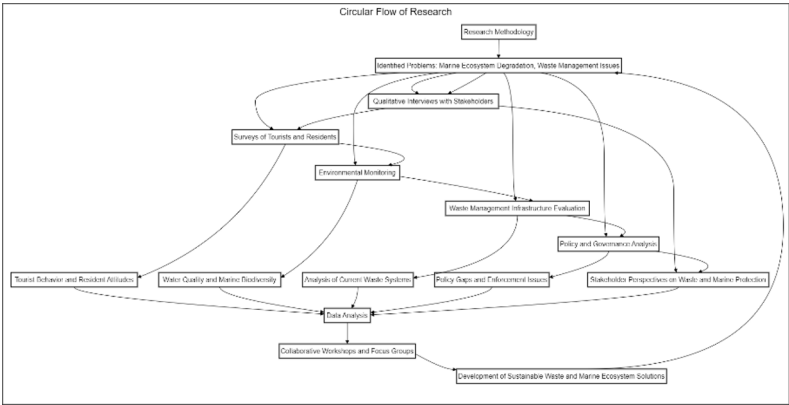 Circular Flow of Research
Research Methodology
Identified Problems: Marine Ecosystem Degradation, Waste Management Issues
Qualitative Interviews with Stakeholders
Surveys of Tourists and Residents
Environmental Monitoring
Waste Management Infrastructure Evaluation
Policy and Governance Analysis
Tourist Behavior and Resident Attitudes
Water Quality and Marine Biodiversity
Analysis of Current Waste Systems
Policy Gaps and Enforcement Issues
Stakeholder Perspectives on Waste and Marine Protection
Data Analysis
Collaborative Workshops and Focus Groups
Development of Sustainable Waste and Marine Ecosystem Solutions